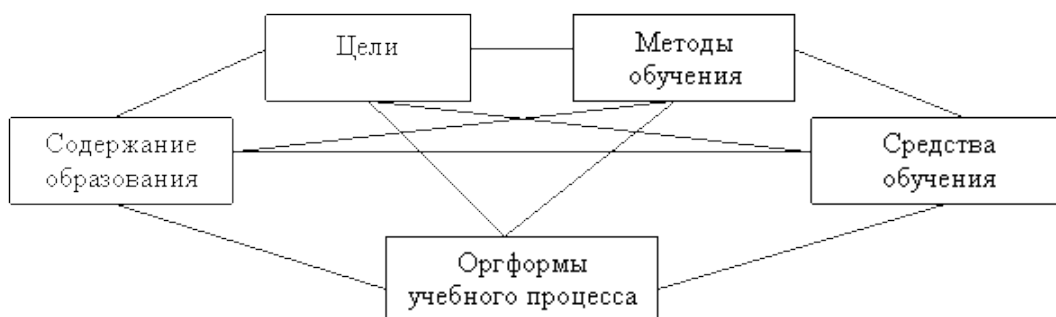 Цели
Методы
обучения
Содержание
образования
Средства
обучения
Оргформы
учебного процесса